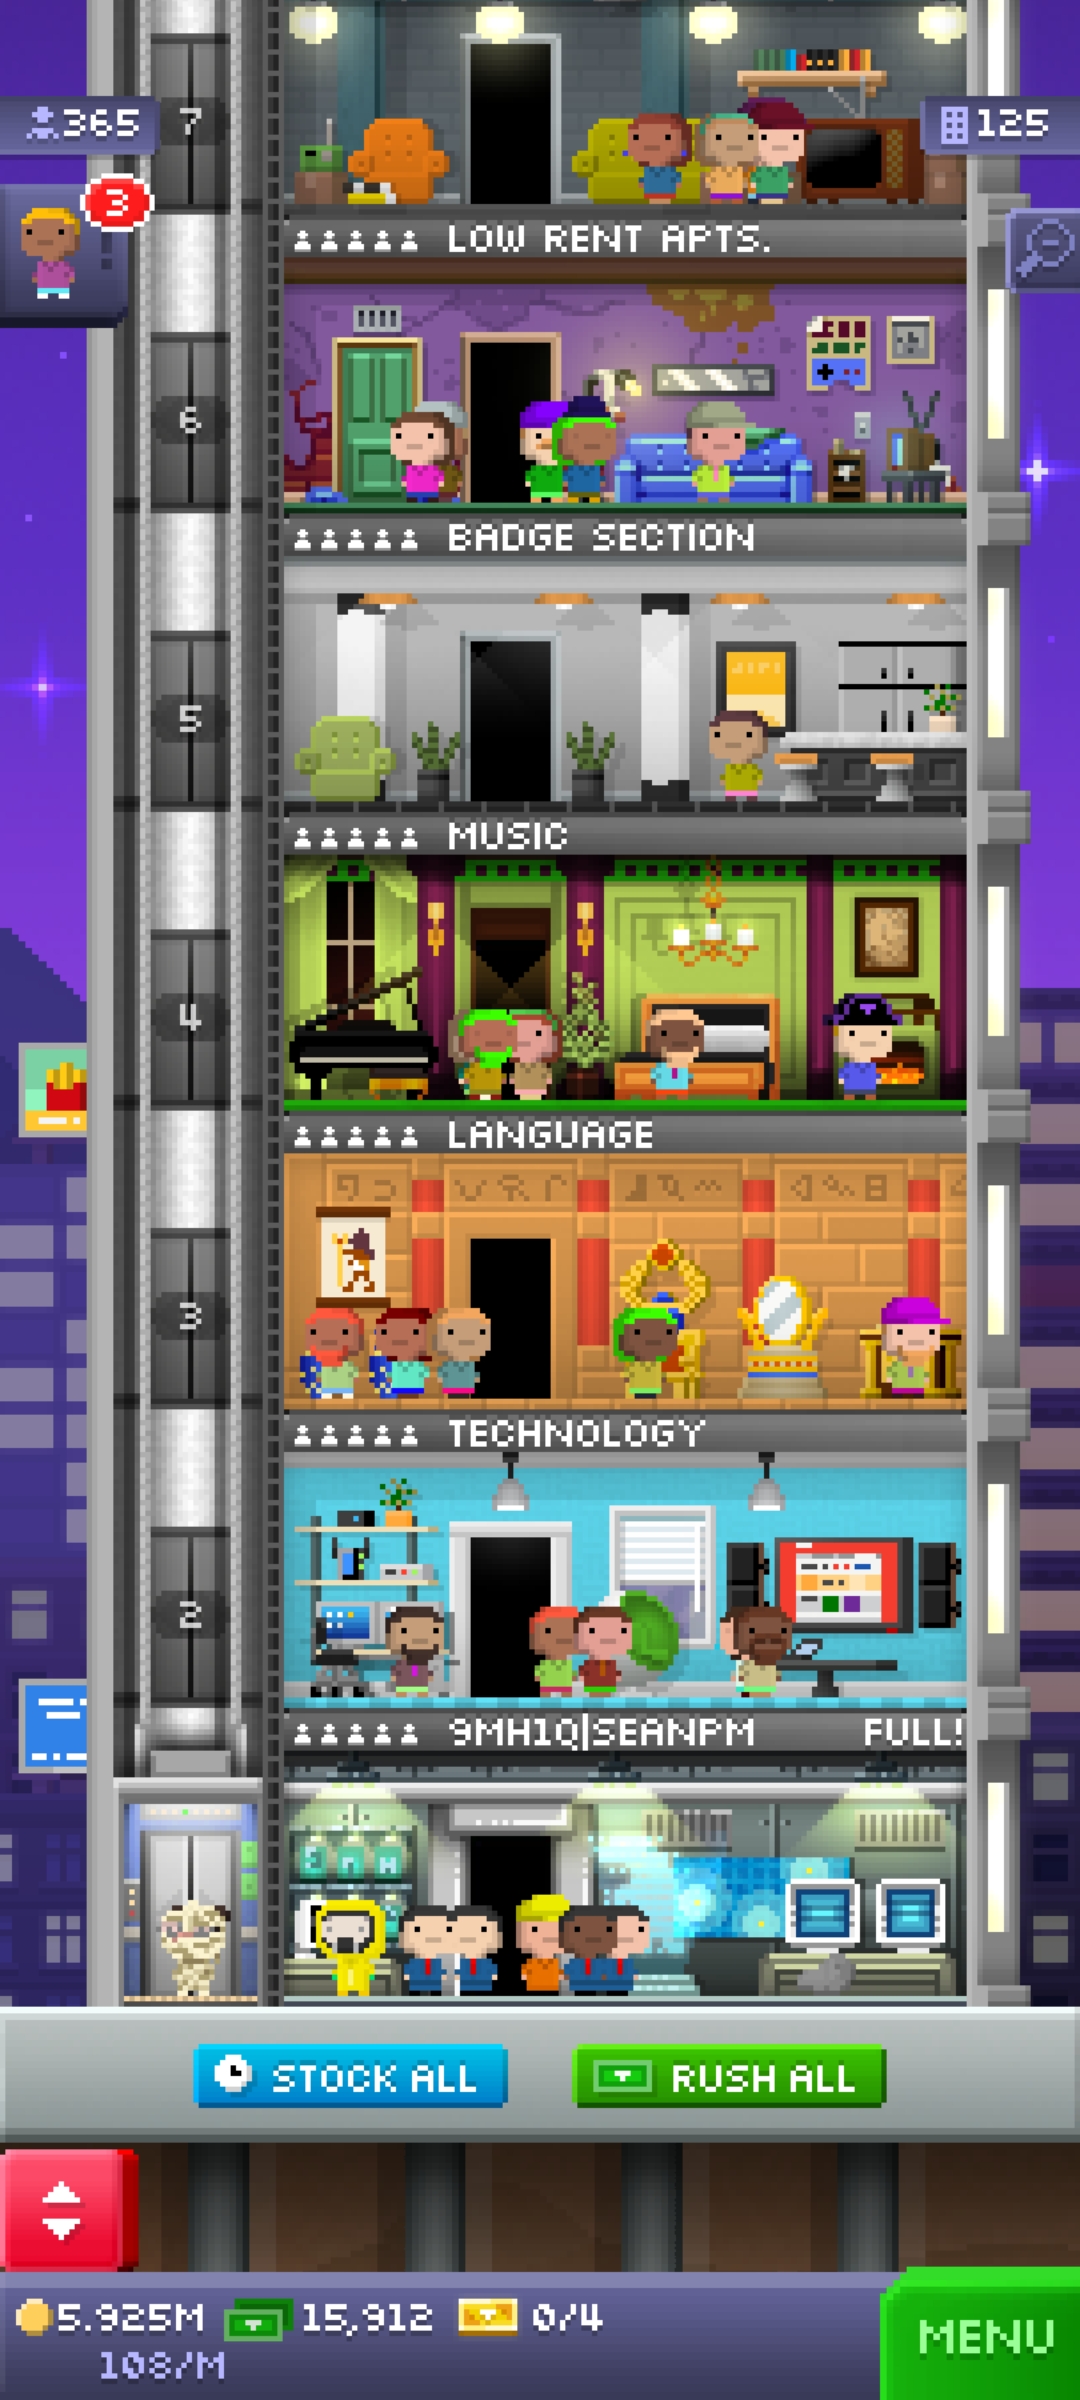 7
365
125
3
LOW RENT APTS.
6
BADGE SECTION
5
MUSIC
4
LANGUAGE
3
TECHNOLOGY
2
9MH1Q|SEANPM FULL!
STOCK ALL
RUSH ALL
5.925M 15,912 0/4
108/M
MENU